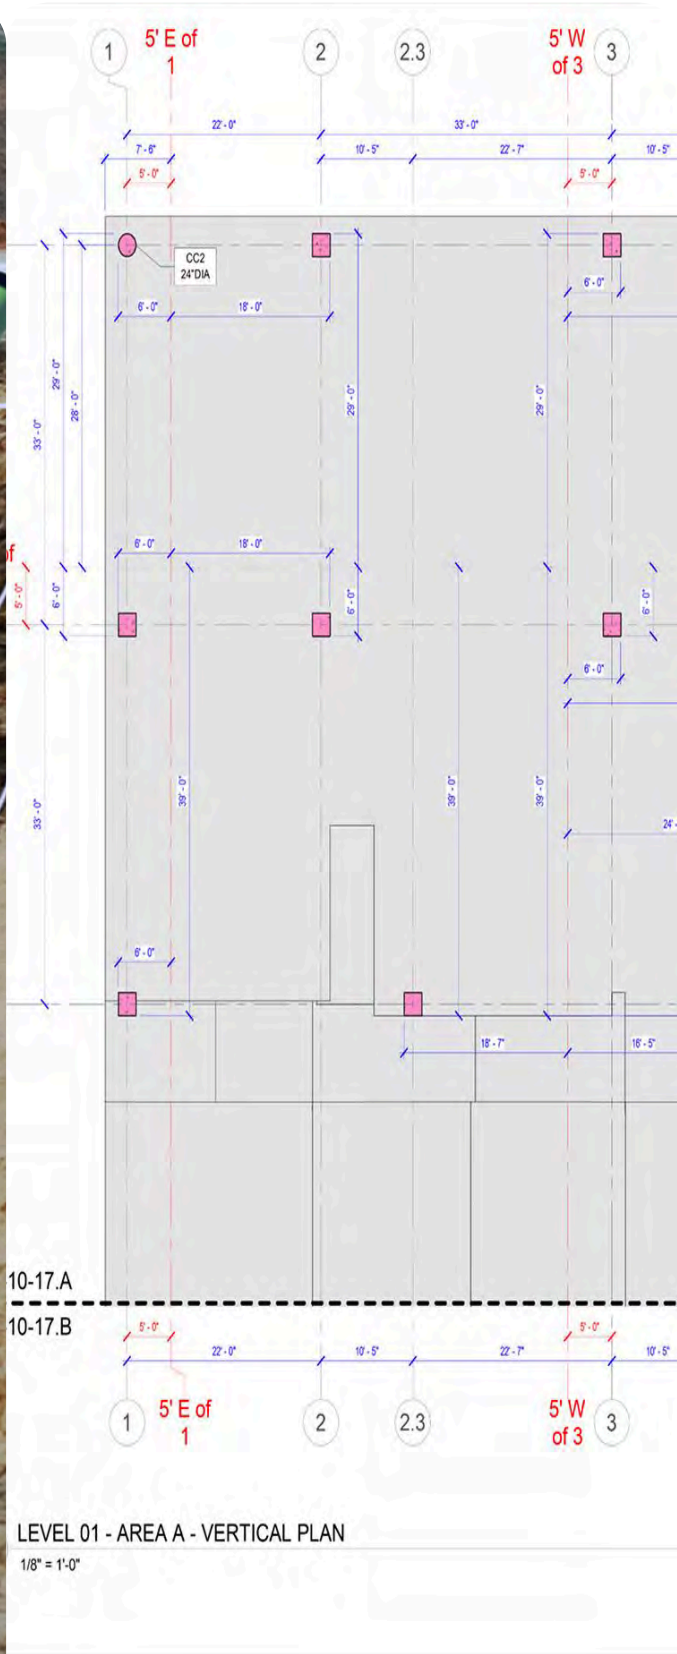 1
5' E of
1
2
2.3
5' W
of 3
3
22' - 0"
33' - 0"
7' - 6"
10' - 5"
22' - 7"
10' - 5"
5' - 0"
5' - 0"
CC2
24"DIA
6' - 0"
6' - 0"
18' - 0"
29' - 0"
28' - 0"
33' - 0"
29' - 0"
29' - 0"
6' - 0"
18' - 0"
of
5' - 0"
6' - 0"
6' - 0"
6' - 0"
6' - 0"
33' - 0"
39' - 0"
39' - 0"
39' - 0"
24' -
6' - 0"
18' - 7"
16' - 5"
10-17.A
10-17.B
5' - 0"
5' - 0"
22' - 0"
10' - 5"
22' - 7"
10' - 5"
1
5' E of
1
2
2.3
5' W
of 3
3
LEVEL 01 - AREA A - VERTICAL PLAN
1/8" = 1'-0"